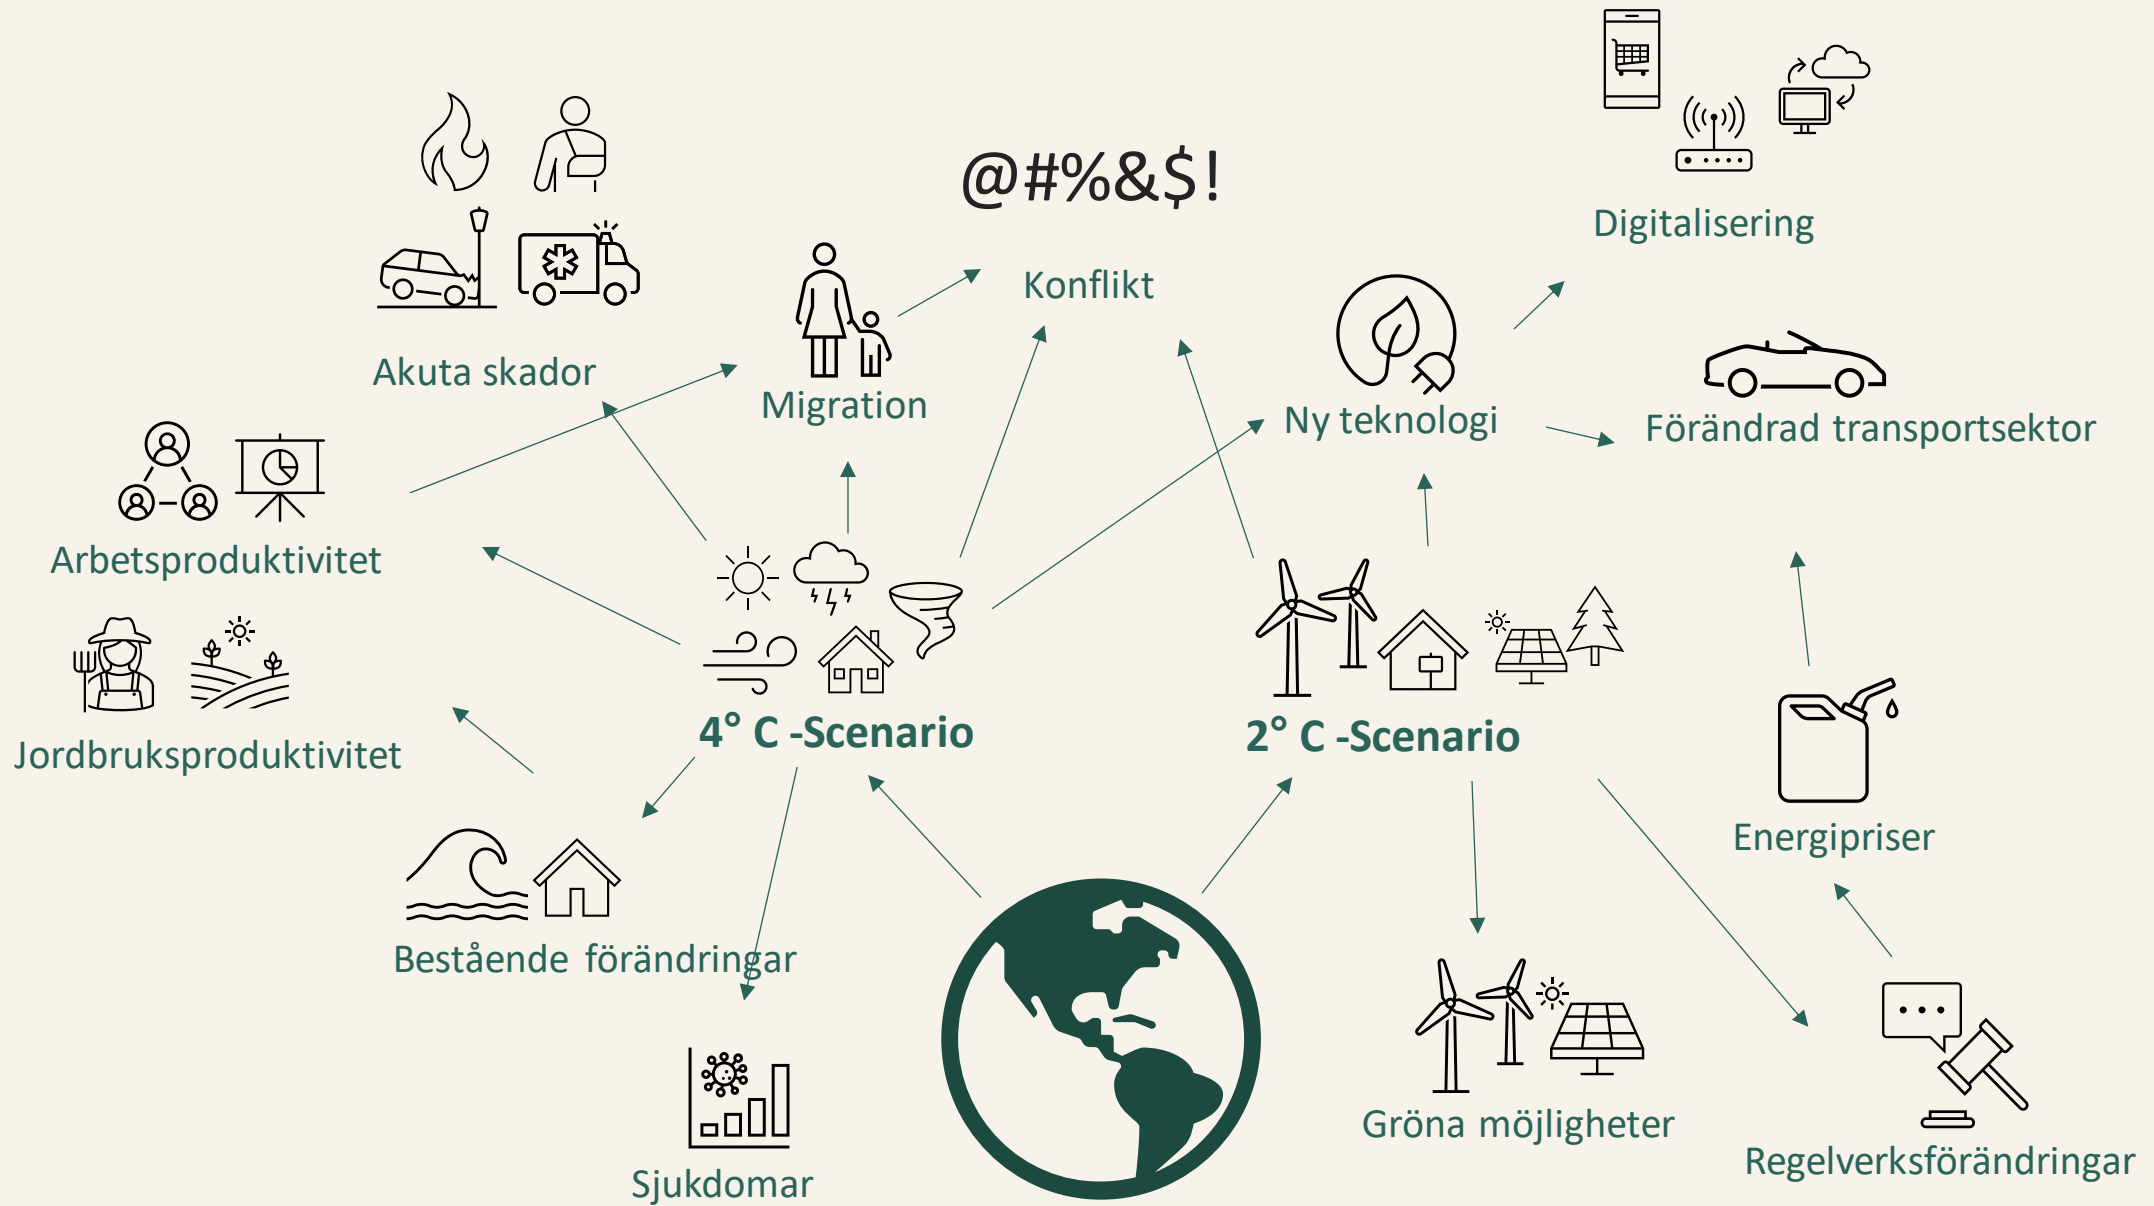 @#%&$!
Digitalisering
Konflikt
Akuta skador
Migration
Ny teknologi
Förändrad transportsektor
Arbetsproduktivitet
Jordbruksproduktivitet
4° C -Scenario
2° C -Scenario
Energipriser
Bestående förändringar
Gröna möjligheter
Regelverksförändringar
Sjukdomar